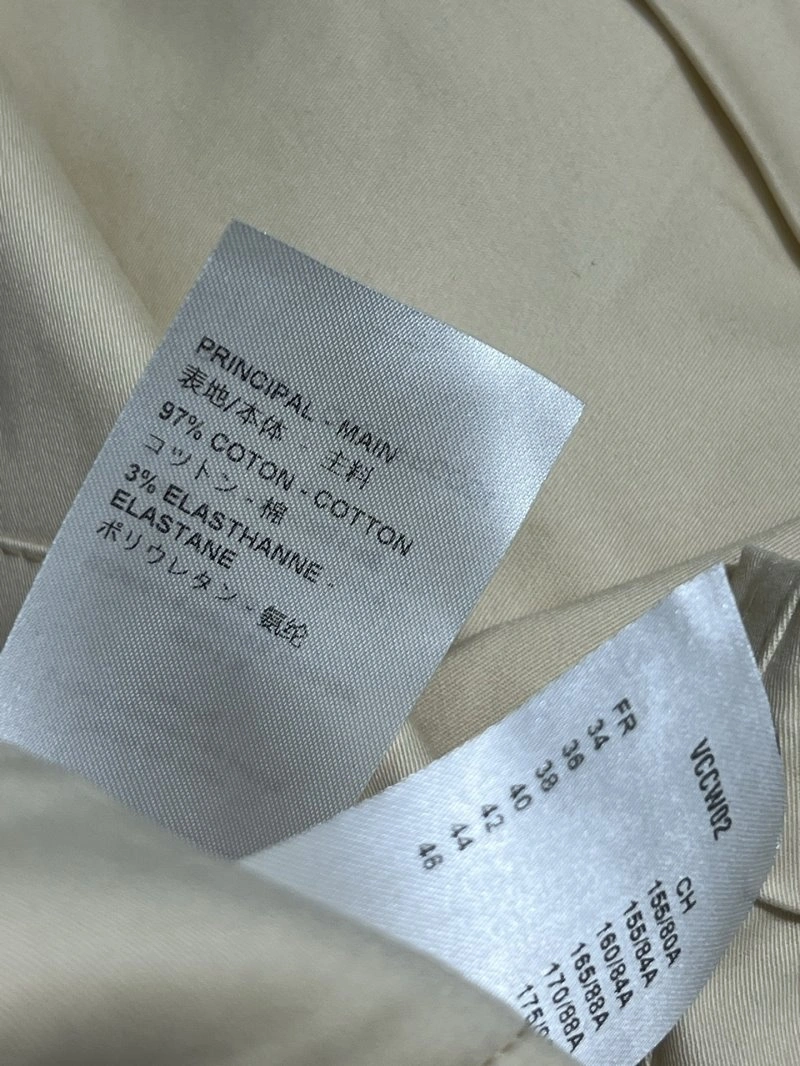 PRINCIPAL - MAIN
表地/本体 - 主料
97% COTON - COTTON
コットン - 棉
3% ELASTHANNE -
ELASTANE
ポリウレタン - 氨纶
VCCW02
FR
34
36
38
40
42
44
46
CH
155/80A
155/84A
160/84A
165/88A
170/88A